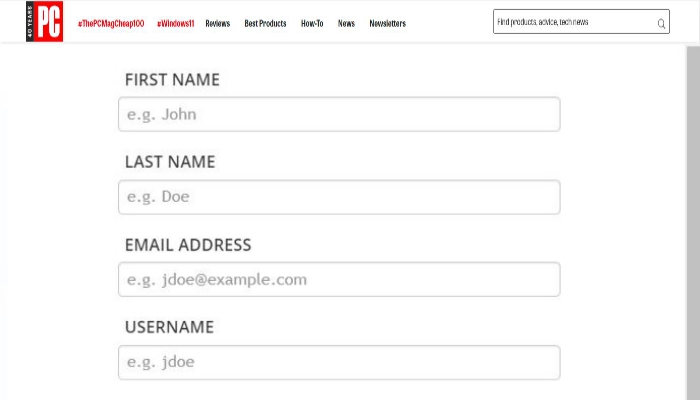 40 YEARS
PC
#ThePCMagCheap100 #Windows11 Reviews Best Products How-To News Newsletters
Find products, advice, tech news
FIRST NAME
e.g. John
LAST NAME
e.g. Doe
EMAIL ADDRESS
e.g. jdoe@example.com
USERNAME
e.g. jdoe